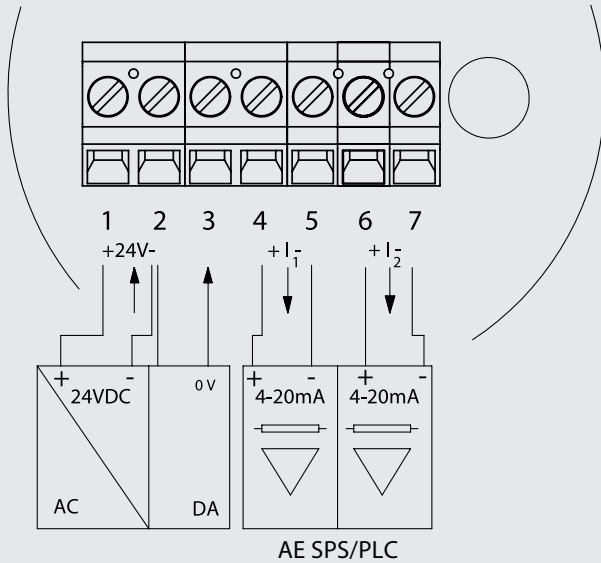 1 2 3 4 5 6 7
+24V- + I₁ - + I₂ -
+ - + - + -
24VDC 0 V 4-20mA 4-20mA
AC DA
AE SPS/PLC